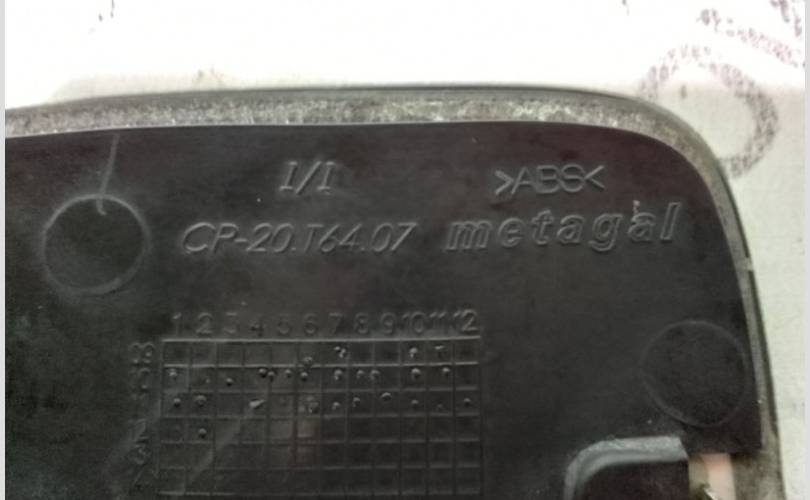 I/I >ABS<
CP-20.T64.07 metagal
1 2 3 4 5 6 7 8 9 10 11 12